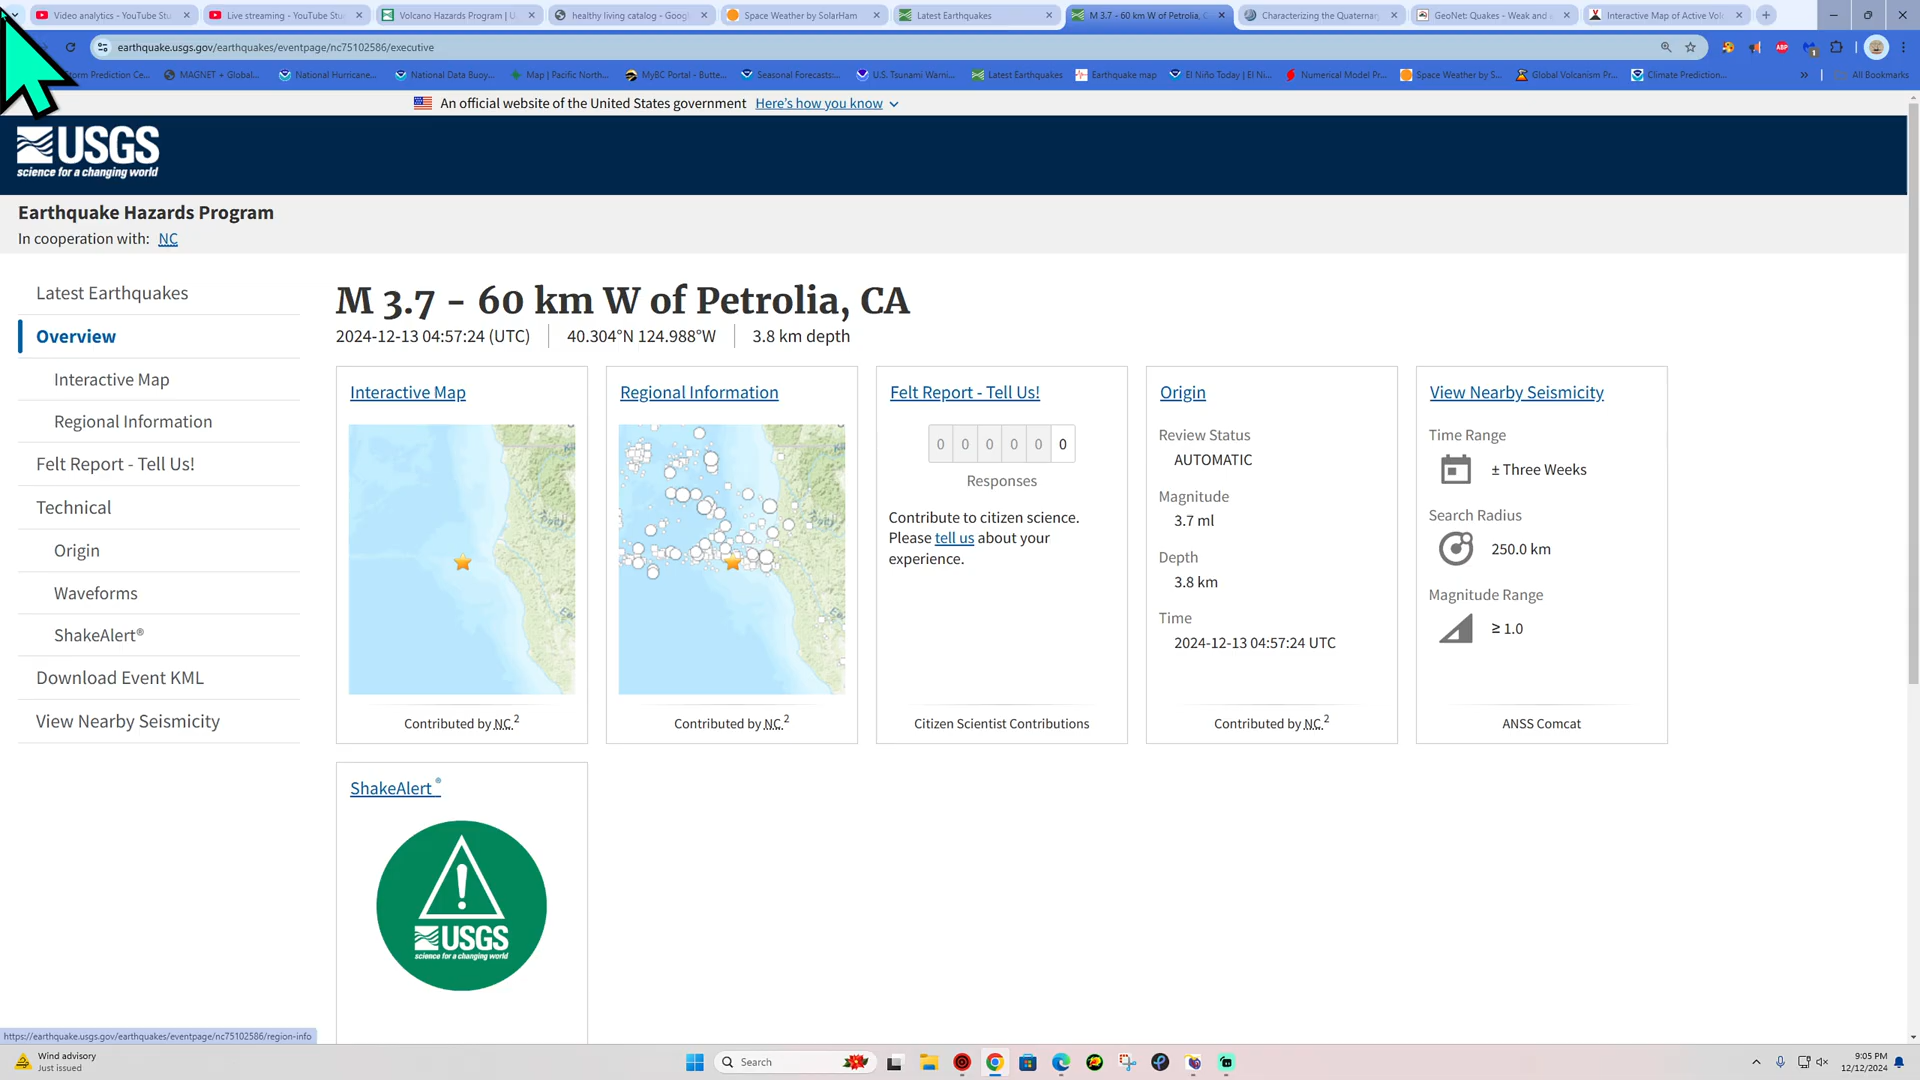 Video analytics - YouTube Stu
Live streaming - YouTube Stu
Volcano Hazards Program | U
healthy living catalog - Goog
Space Weather by SolarHam
Latest Earthquakes
M 3.7 - 60 km W of Petrolia, C
Characterizing the Quaternar
GeoNet: Quakes - Weak and
Interactive Map of Active Vol
earthquake.usgs.gov/earthquakes/eventpage/nc75102586/executive
torm Prediction Ce...
MAGNET + Global...
National Hurricane...
National Data Buoy...
Map | Pacific North...
MyBC Portal - Butte...
Seasonal Forecasts:...
U.S. Tsunami Warni...
Latest Earthquakes
Earthquake map
El Niño Today | El Ni...
Numerical Model Pr...
Space Weather by S...
Global Volcanism Pr...
Climate Prediction...
All Bookmarks
An official website of the United States government Here's how you know
USGS
science for a changing world
Earthquake Hazards Program
In cooperation with: NC
Latest Earthquakes
Overview
Interactive Map
Regional Information
Felt Report - Tell Us!
Technical
Origin
Waveforms
ShakeAlert®
Download Event KML
View Nearby Seismicity
M 3.7 - 60 km W of Petrolia, CA
2024-12-13 04:57:24 (UTC) 40.304°N 124.988°W 3.8 km depth
Interactive Map
Contributed by NC 2
Regional Information
Contributed by NC 2
Felt Report - Tell Us!
0 0 0 0 0 0
Responses
Contribute to citizen science.
Please tell us about your
experience.
Citizen Scientist Contributions
Origin
Review Status
AUTOMATIC
Magnitude
3.7 ml
Depth
3.8 km
Time
2024-12-13 04:57:24 UTC
Contributed by NC 2
View Nearby Seismicity
Time Range
± Three Weeks
Search Radius
250.0 km
Magnitude Range
≥ 1.0
ANSS Comcat
ShakeAlert ®
USGS
science for a changing world
https://earthquake.usgs.gov/earthquakes/eventpage/nc75102586/region-info
Wind advisory
Just issued
Search
9:05 PM
12/12/2024